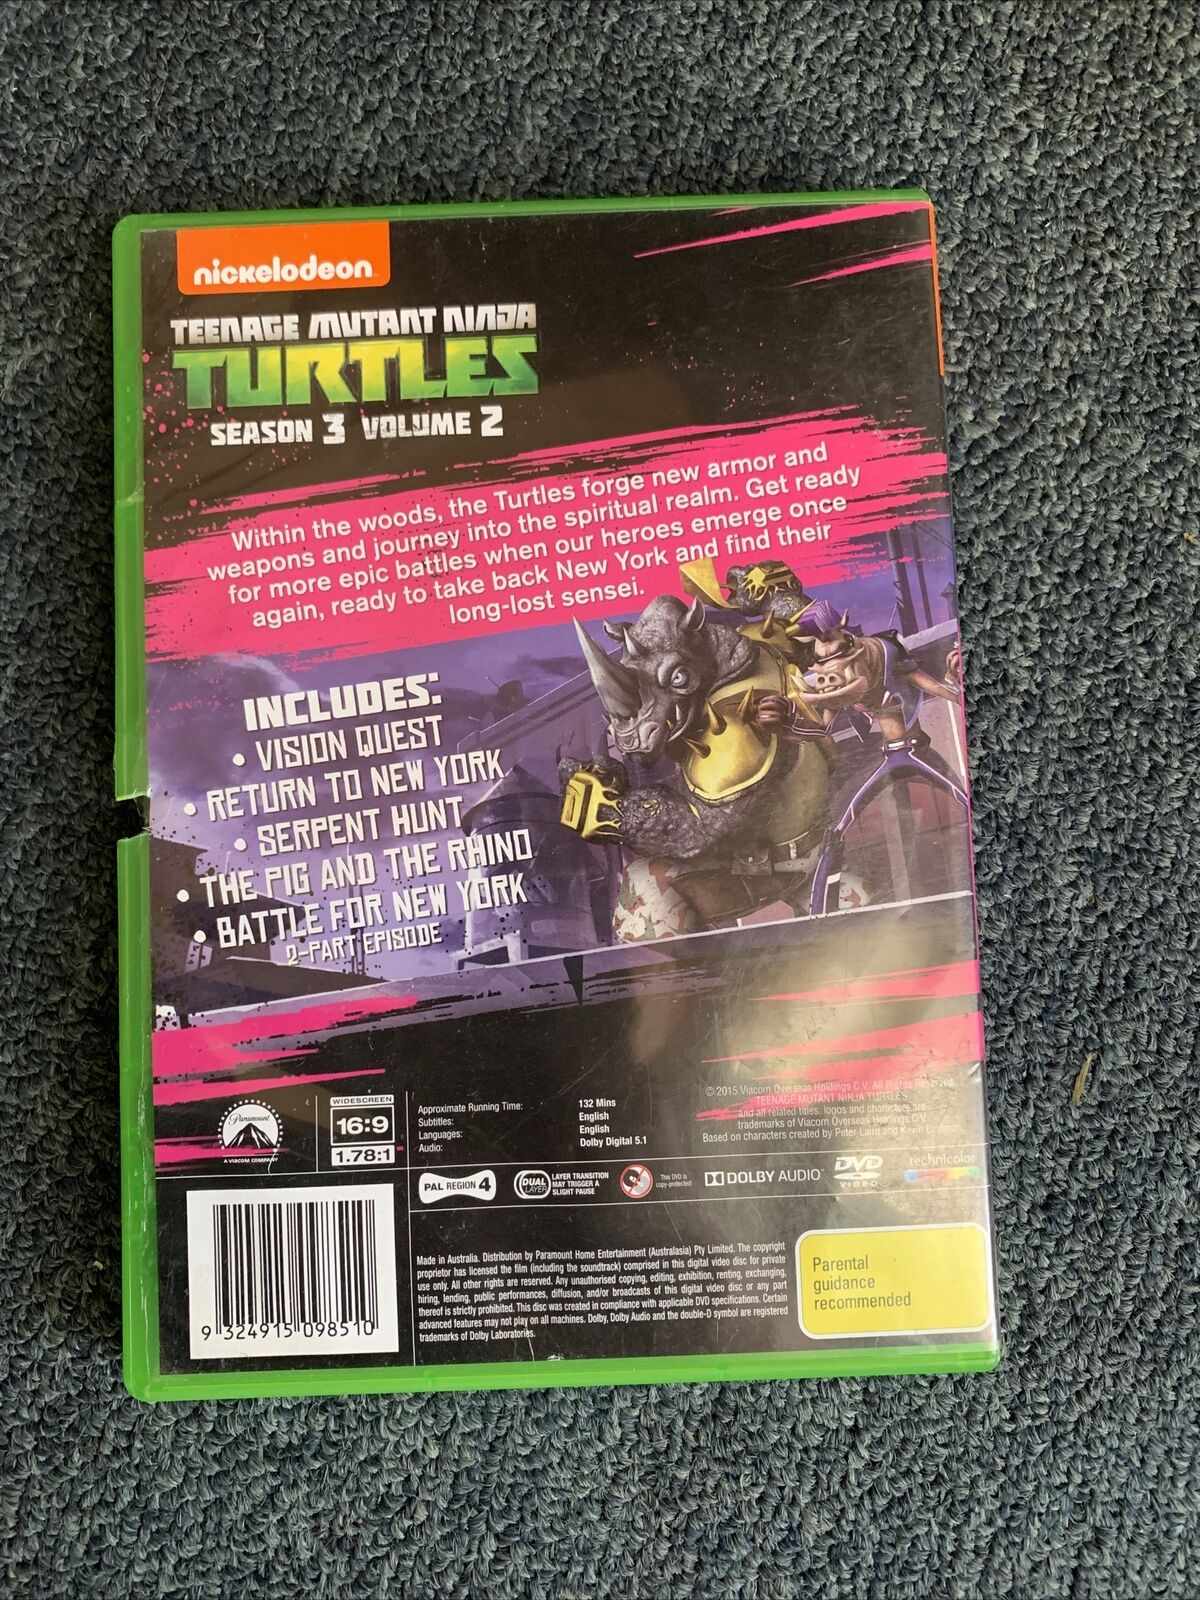 nickelodeon
TEENAGE MUTANT NINJA
TURTLES
SEASON 3 VOLUME 2
Within the woods, the Turtles forge new armor and
weapons and journey into the spiritual realm. Get ready
for more epic battles when our heroes emerge once
again, ready to take back New York and find their
long-lost sensei.
INCLUDES:
• VISION QUEST
• RETURN TO NEW YORK
• SERPENT HUNT
• THE PIG AND THE RHINO
• BATTLE FOR NEW YORK
2-PART EPISODE
Paramount
A VIACOM COMPANY
WIDESCREEN
16:9
1.78:1
Approximate Running Time: 132 Mins
Subtitles: English
Languages: English
Audio: Dolby Digital 5.1
© 2015 Viacom Overseas Holdings C.V. All Rights Reserved.
TEENAGE MUTANT NINJA TURTLES
and all related titles, logos and characters are
trademarks of Viacom Overseas Holdings C.V.
Based on characters created by Peter Laird and Kevin Eastman.
PAL REGION 4
DUAL LAYER
LAYER TRANSITION
MAY TRIGGER A
SLIGHT PAUSE
This DVD is
copy-protected
DOLBY AUDIO™
DVD
VIDEO
technicolor
Made in Australia. Distribution by Paramount Home Entertainment (Australasia) Pty Limited. The copyright
proprietor has licensed the film (including the soundtrack) comprised in this digital video disc for private
use only. All other rights are reserved. Any unauthorised copying, editing, exhibition, renting, exchanging,
hiring, lending, public performances, diffusion, and/or broadcasts of this digital video disc or any part
thereof is strictly prohibited. This disc was created in compliance with applicable DVD specifications. Certain
advanced features may not play on all machines. Dolby, Dolby Audio and the double-D symbol are registered
trademarks of Dolby Laboratories.
Parental
guidance
recommended
9 324915 098510